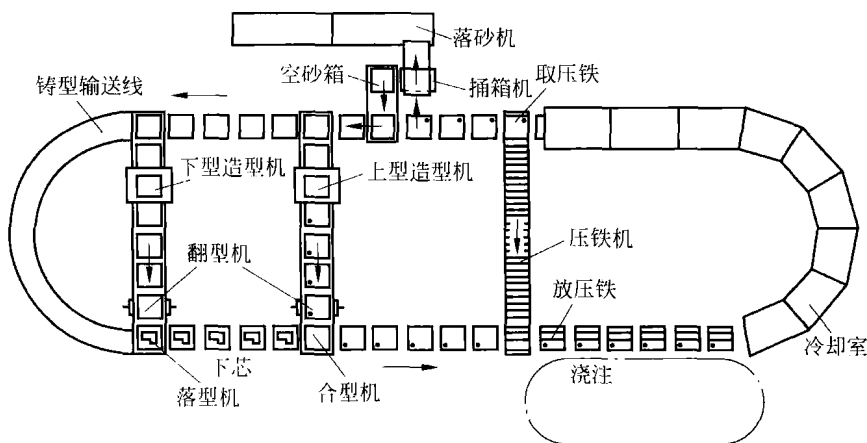 落砂机
空砂箱
捅箱机
取压铁
铸型输送线
下型造型机
上型造型机
压铁机
翻型机
放压铁
冷却室
下芯
落型机
合型机
浇注